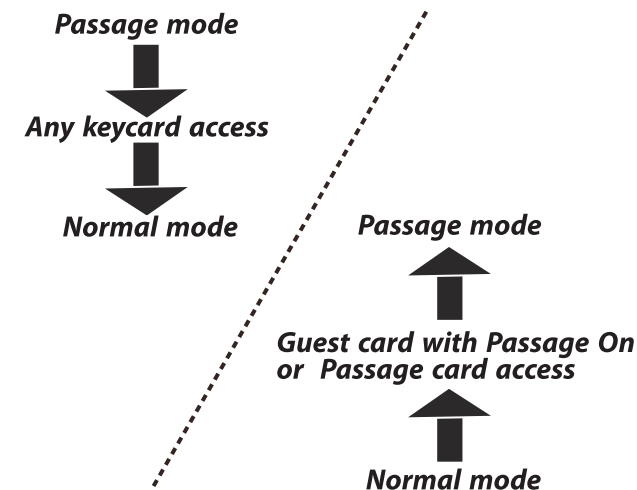 Passage mode
Any keycard access
Normal mode
Passage mode
Guest card with Passage On
or Passage card access
Normal mode